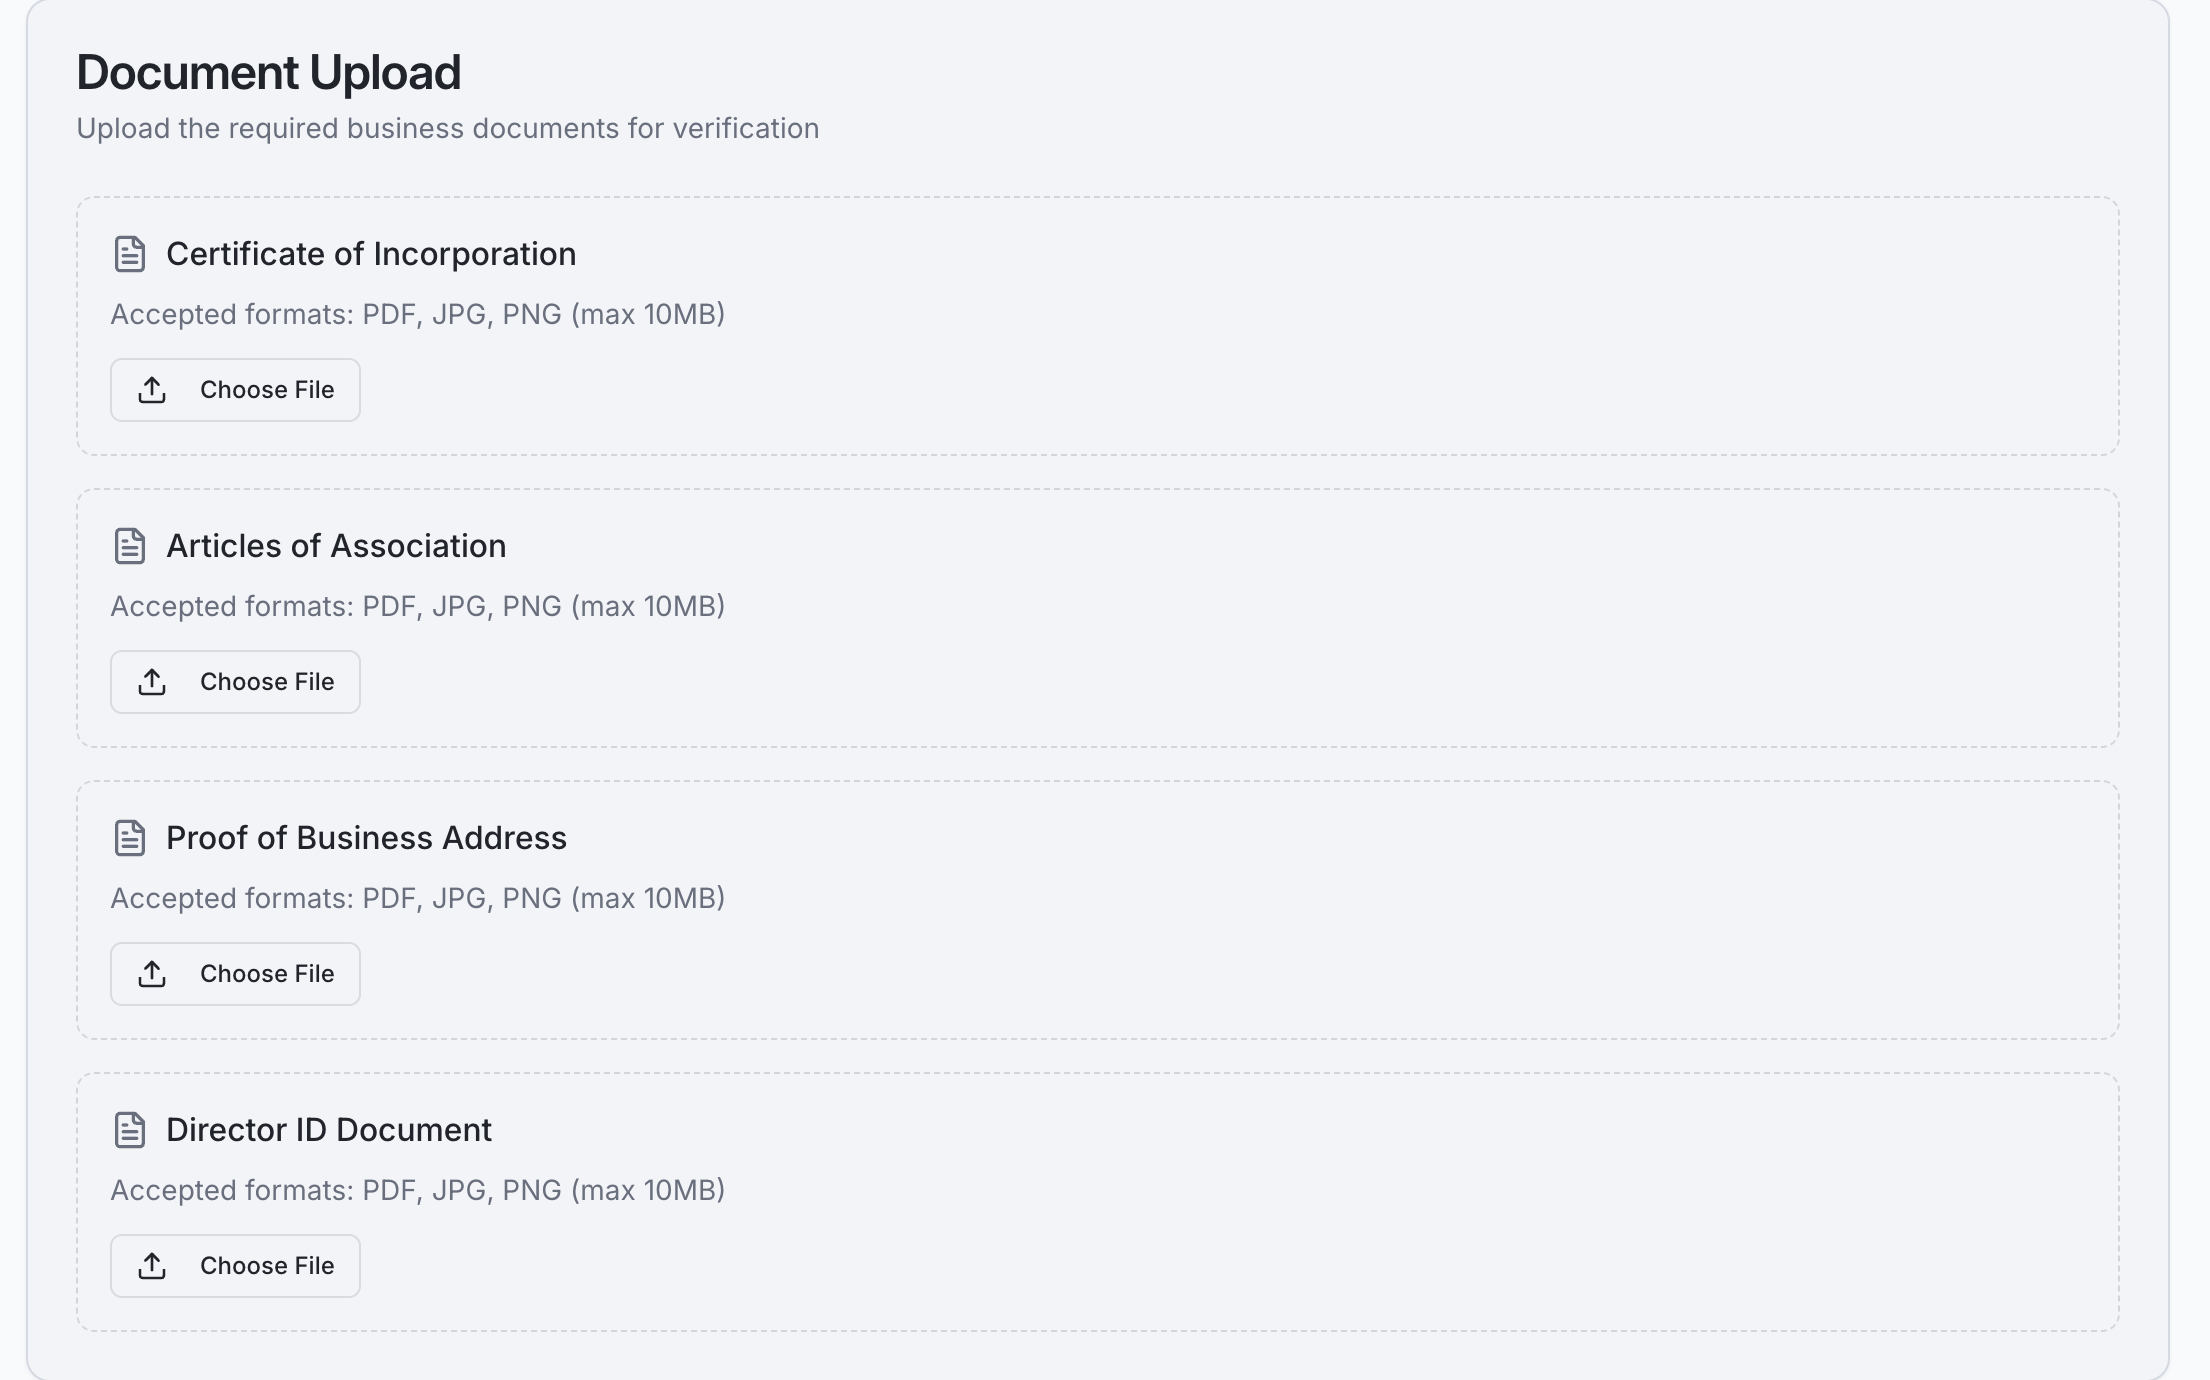 Document Upload
Upload the required business documents for verification
Certificate of Incorporation
Accepted formats: PDF, JPG, PNG (max 10MB)
Choose File
Articles of Association
Accepted formats: PDF, JPG, PNG (max 10MB)
Choose File
Proof of Business Address
Accepted formats: PDF, JPG, PNG (max 10MB)
Choose File
Director ID Document
Accepted formats: PDF, JPG, PNG (max 10MB)
Choose File